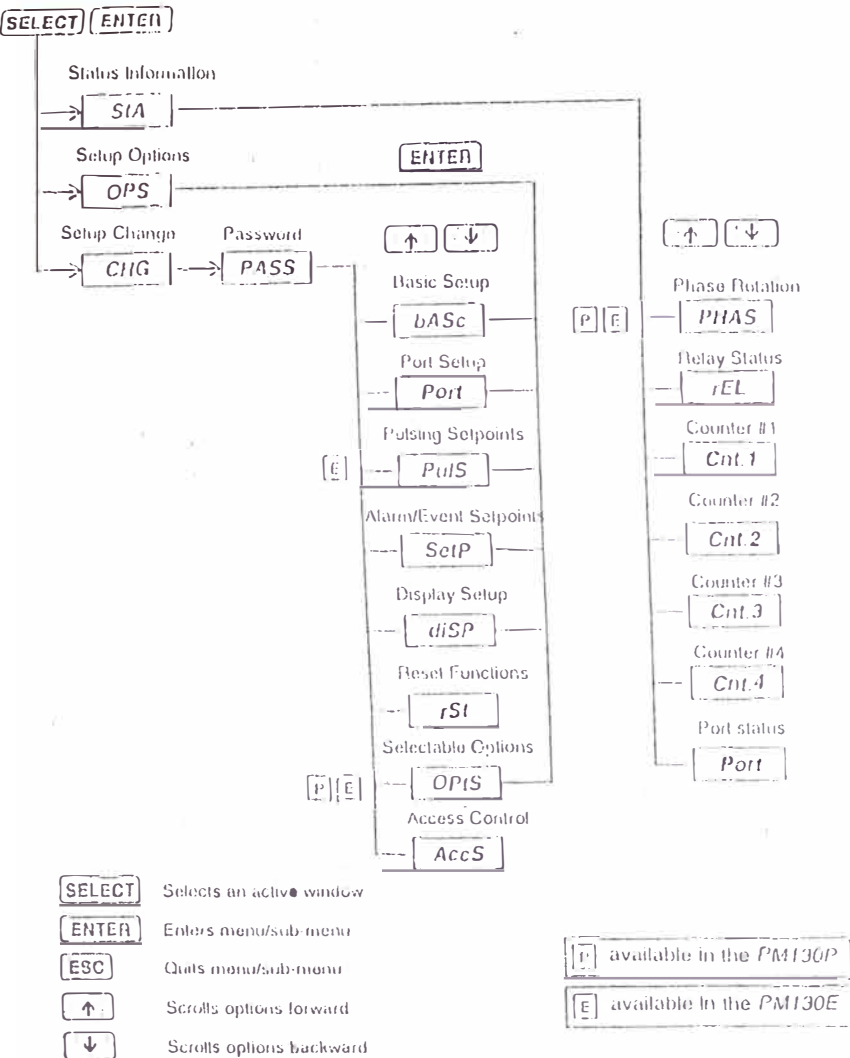 SELECT ENTER
Status Information
StA
Setup Options
OPS
ENTER
Setup Change
CHG
Password
PASS
↑ ↓
Basic Setup
bASc
Port Setup
Port
Pulsing Setpoints
E
PulS
Alarm/Event Setpoints
SetP
Display Setup
diSP
Reset Functions
rSt
Selectable Options
P E
OPtS
Access Control
AccS
↑ ↓
Phase Rotation
P E
PHAS
Relay Status
rEL
Counter #1
Cnt.1
Counter #2
Cnt.2
Counter #3
Cnt.3
Counter #4
Cnt.4
Port status
Port
SELECT Selects an active window
ENTER Enters menu/sub-menu
ESC Quits menu/sub-menu
↑ Scrolls options forward
↓ Scrolls options backward
P available in the PM130P
E available in the PM130E